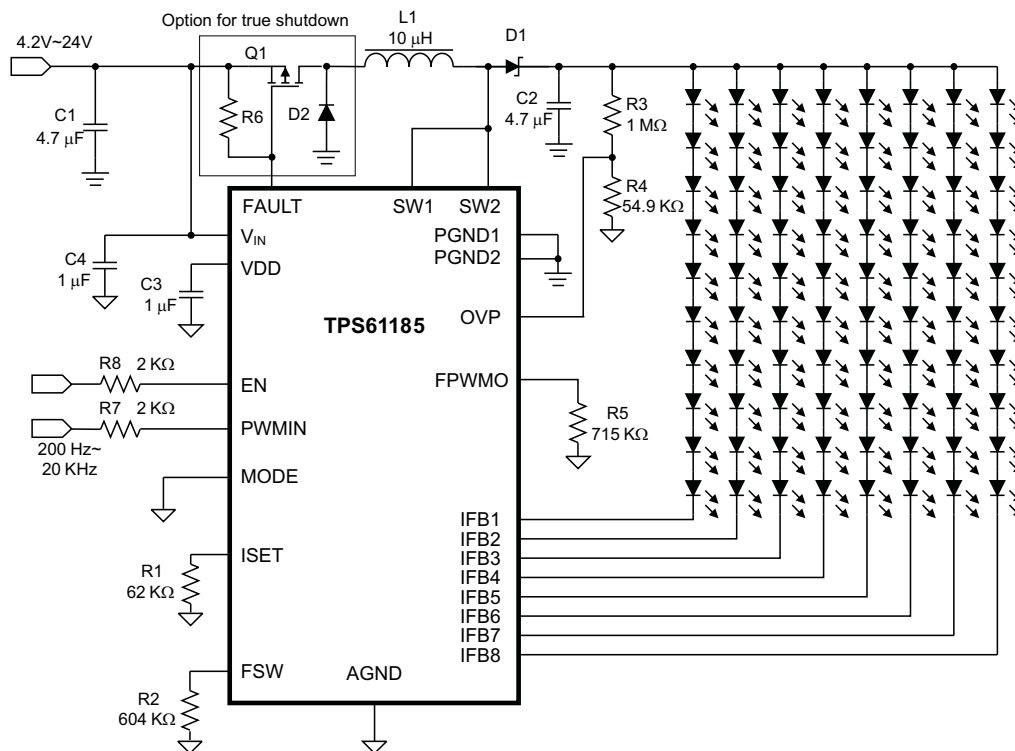 Option for true shutdown
4.2V~24V
Q1
L1
10 μH
D1
C1
4.7 μF
R6
D2
C2
4.7 μF
R3
1 MΩ
R4
54.9 KΩ
FAULT
SW1
SW2
VIN
PGND1
PGND2
VDD
C4
1 μF
C3
1 μF
TPS61185
OVP
R8
2 KΩ
EN
FPWMO
R7
2 KΩ
PWMIN
200 Hz~
20 KHz
R5
715 KΩ
MODE
IFB1
IFB2
IFB3
IFB4
IFB5
IFB6
IFB7
IFB8
ISET
R1
62 KΩ
FSW
AGND
R2
604 KΩ